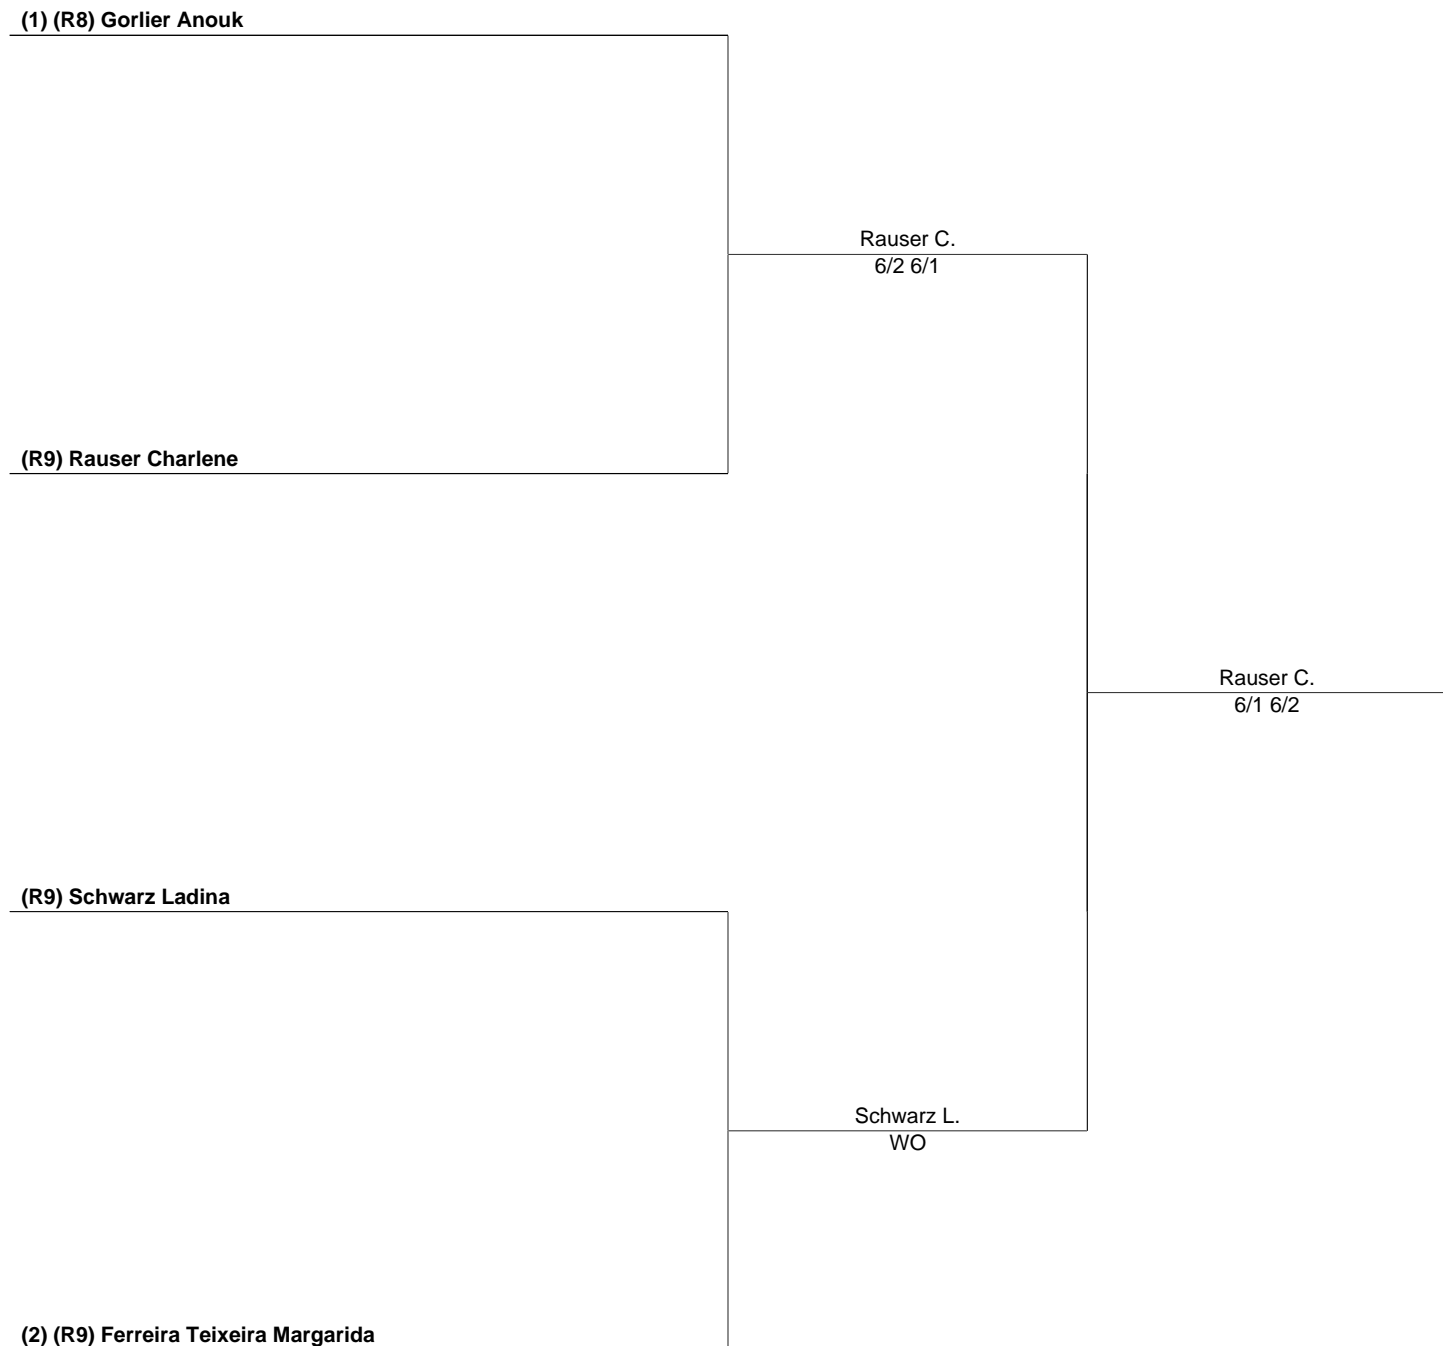 (1) (R8) Gorlier Anouk
Rauser C.
6/2 6/1
(R9) Rauser Charlene
Rauser C.
6/1 6/2
(R9) Schwarz Ladina
Schwarz L.
WO
(2) (R9) Ferreira Teixeira Margarida